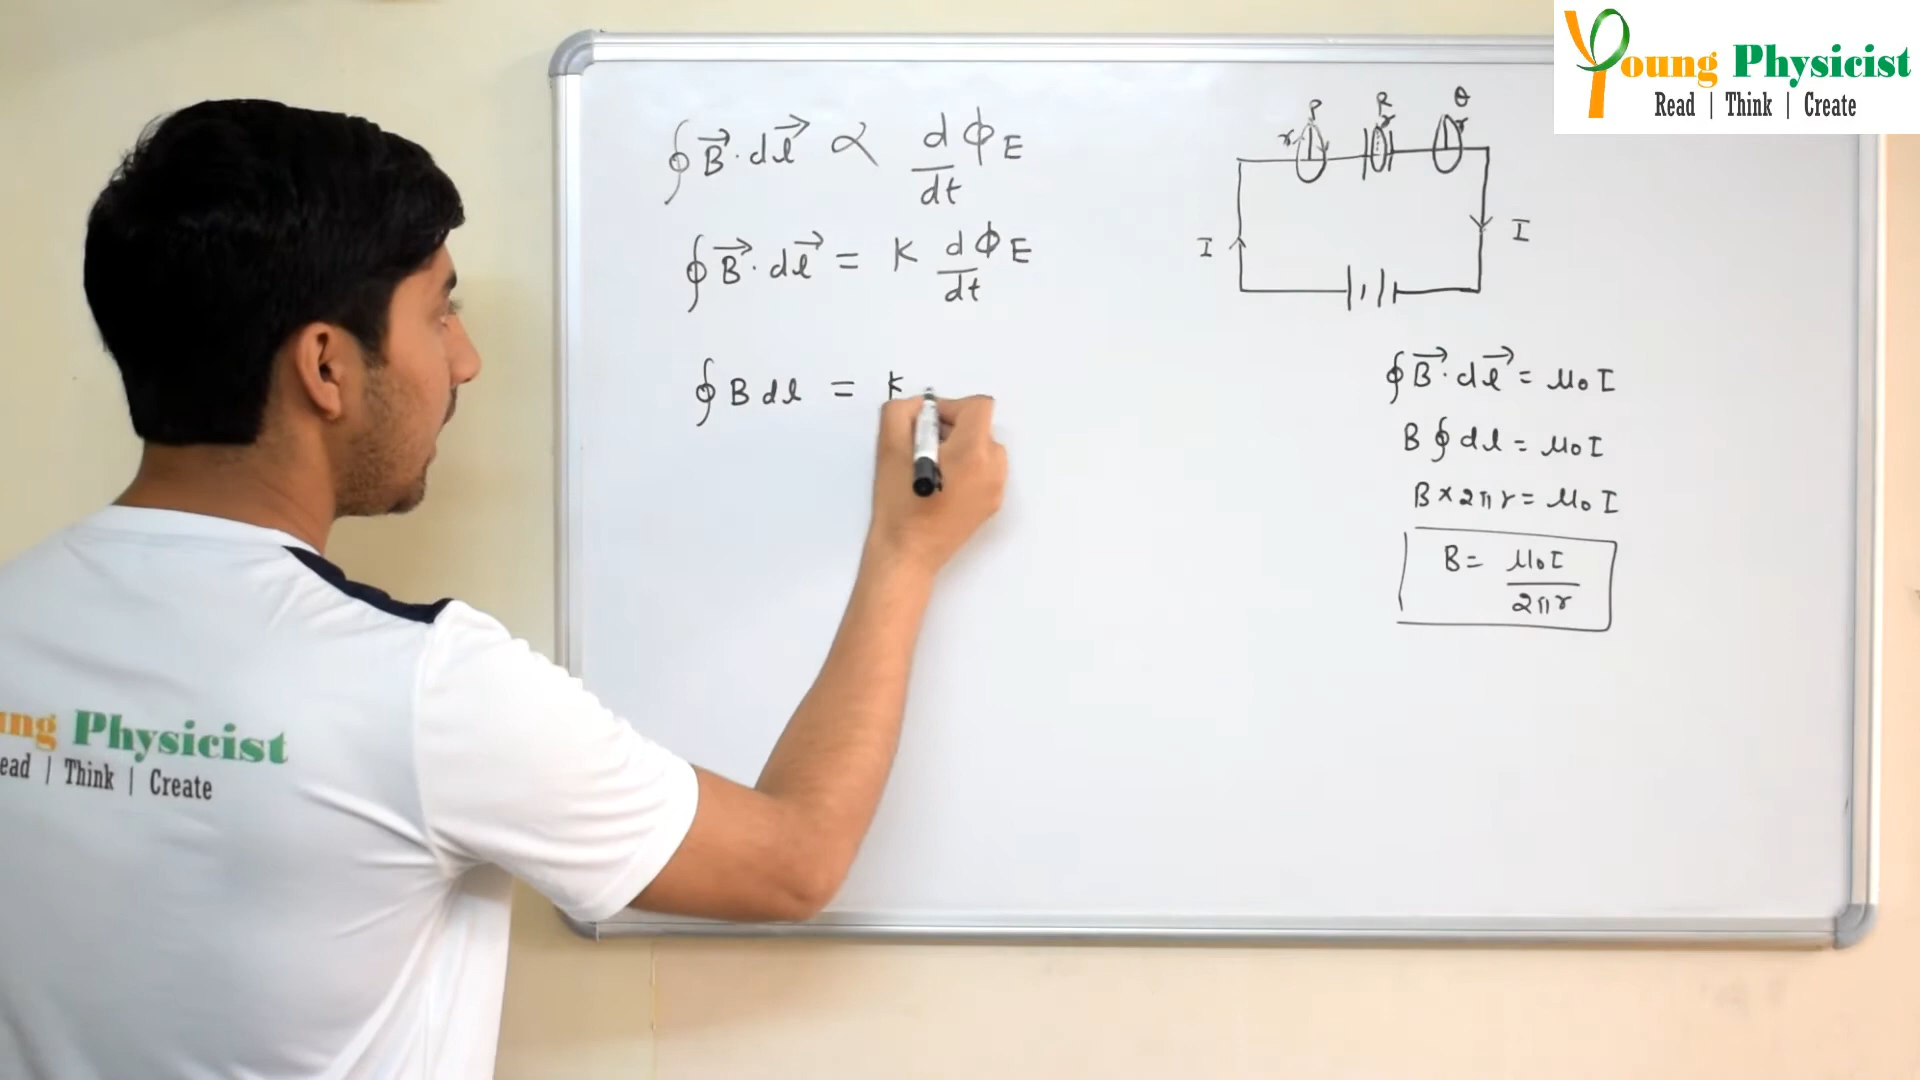 Young Physicist
Read | Think | Create
∮B⃗·dl⃗ ∝ d/dt ϕE
∮B⃗·dl⃗ = K dϕE/dt
∮B dl = K
P R θ
r r r
I I
∮B⃗·dl⃗ = μ₀I
B∮dl = μ₀I
B×2πr = μ₀I
B = μ₀I/2πr
ung Physicist
ead | Think | Create